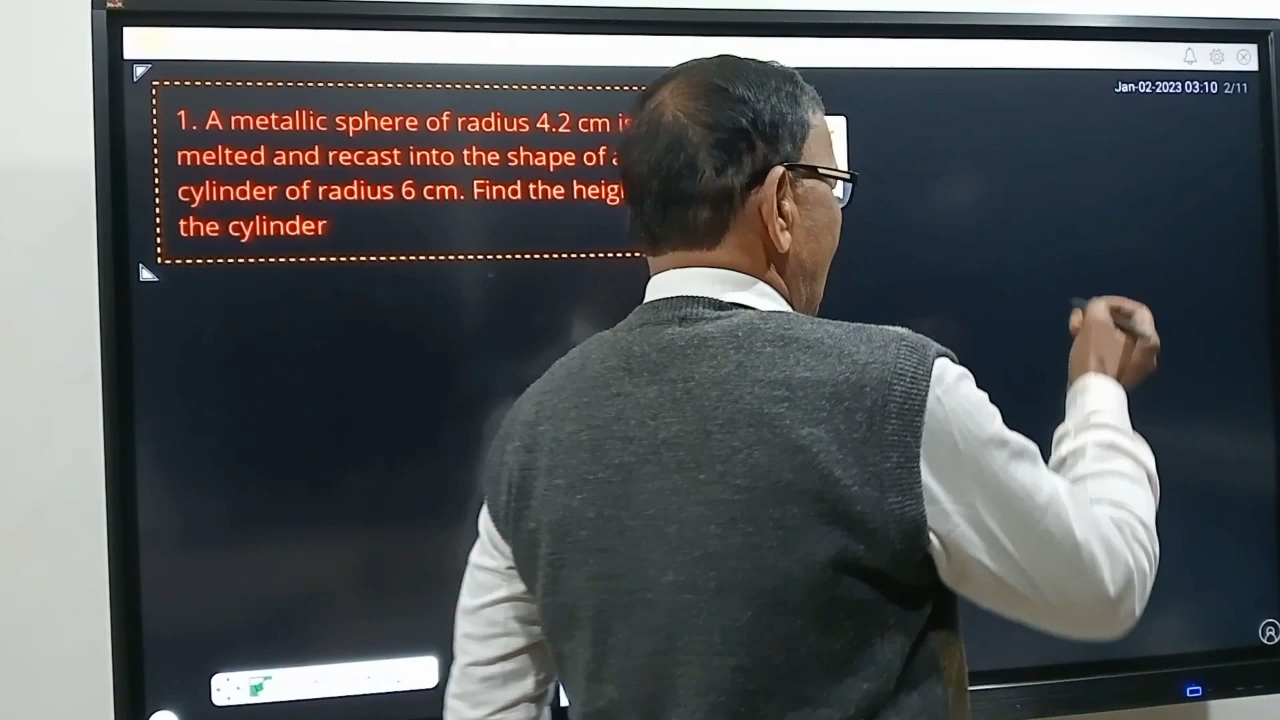 Jan-02-2023 03:10 2/11
1. A metallic sphere of radius 4.2 cm
melted and recast into the shape of
cylinder of radius 6 cm. Find the
the cylinder